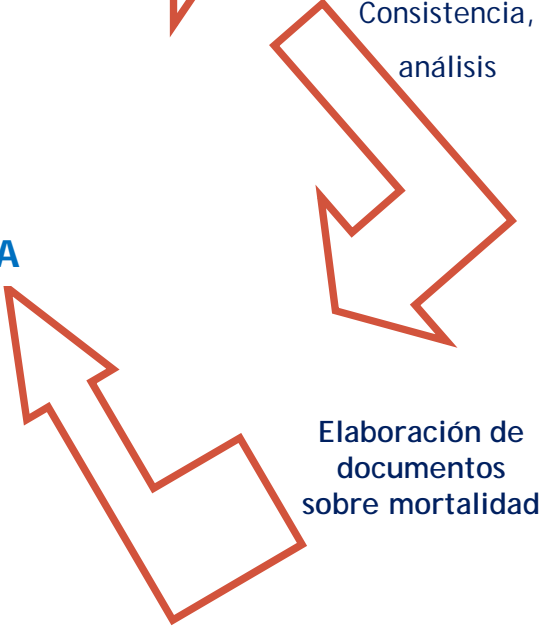 Consistencia,
análisis
A
Elaboración de
documentos
sobre mortalidad